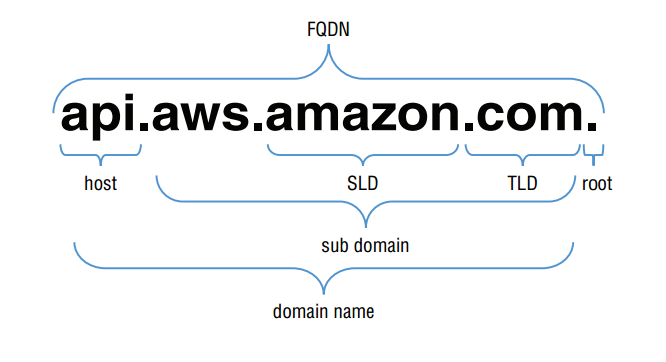 FQDN
api.aws.amazon.com.
host
SLD
TLD
root
sub domain
domain name